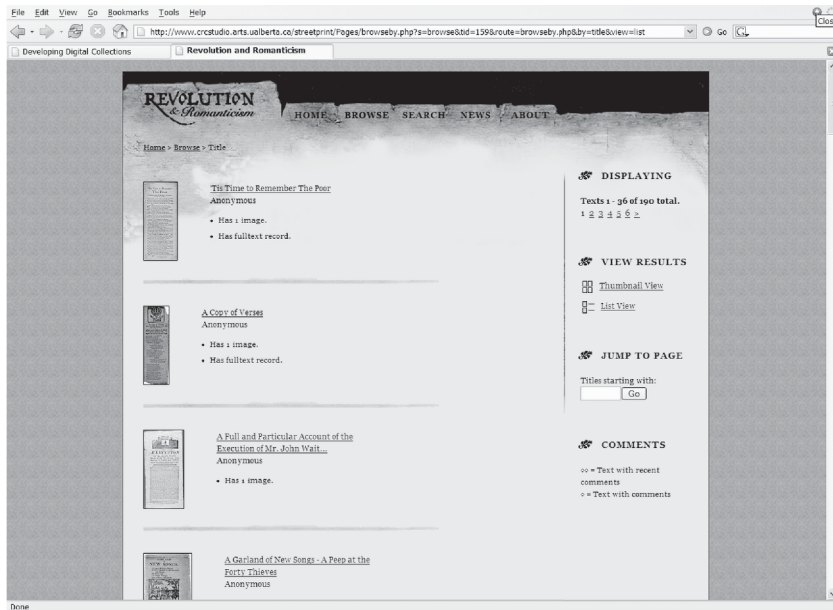 File Edit View Go Bookmarks Tools Help
Clos
http://www.crcstudio.arts.ualberta.ca/streetprint/Pages/browseby.php?s=browse&tid=159&route=browseby.php&by=title&view=list
Go
Developing Digital Collections
Revolution and Romanticism
REVOLUTION
& Romanticism
HOME BROWSE SEARCH NEWS ABOUT
Home > Browse > Title
'Tis Time to Remember The Poor
Anonymous
• Has 1 image.
• Has fulltext record.
A Copy of Verses
Anonymous
• Has 1 image.
• Has fulltext record.
A Full and Particular Account of the
Execution of Mr. John Wait...
Anonymous
• Has 1 image.
A Garland of New Songs - A Peep at the
Forty Thieves
Anonymous
DISPLAYING
Texts 1 - 36 of 190 total.
1 2 3 4 5 6 >
VIEW RESULTS
Thumbnail View
List View
JUMP TO PAGE
Titles starting with:
Go
COMMENTS
◇◇ = Text with recent
comments
◇ = Text with comments
Done